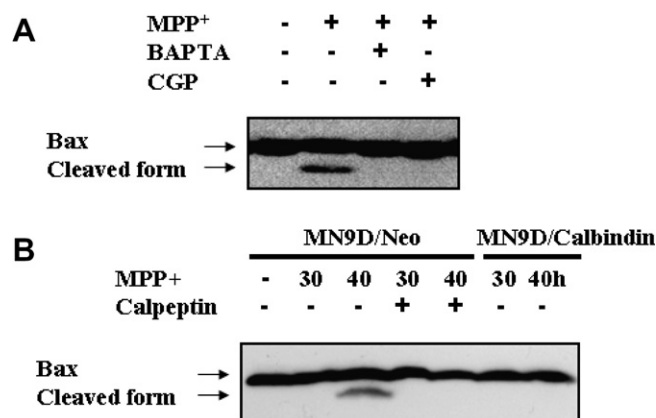 A
MPP+ - + + +
BAPTA - - + -
CGP - - - +
Bax
Cleaved form
B
MN9D/Neo MN9D/Calbindin
MPP+ - 30 40 30 40 30 40h
Calpeptin - - - + + - -
Bax
Cleaved form